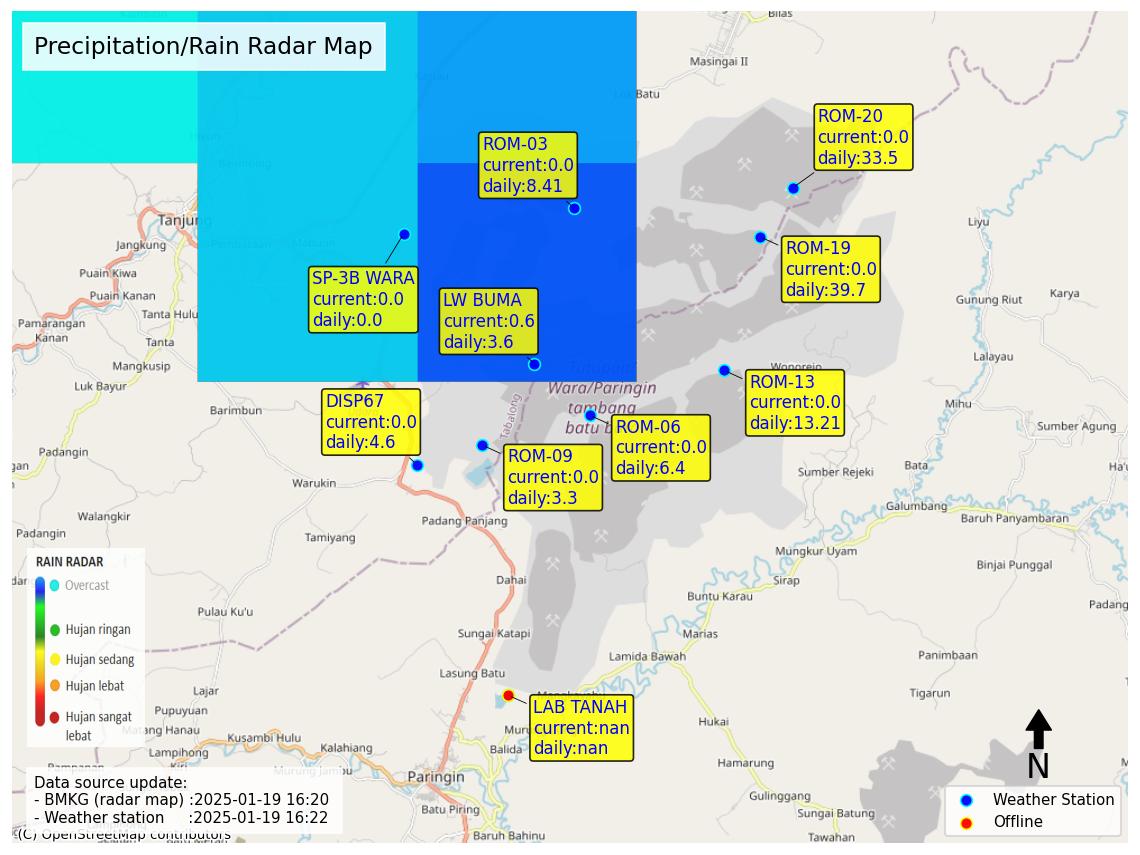 Precipitation/Rain Radar Map
Bilas
Masingai II
Batu
ROM-03
current:0.0
daily:8.41
ROM-20
current:0.0
daily:33.5
Tanjung
Jangkung
Liyu
SP-3B WARA
current:0.0
daily:0.0
ROM-19
current:0.0
daily:39.7
Puain Kiwa
Puain Kanan
Tanta Hulu
LW BUMA
current:0.6
daily:3.6
Gunung Riut
Karya
Pamarangan
Kanan
Tanta
Mangkusip
Lalayau
Luk Bayur
Wonorejo
Wara/Paringin
tambang
batu
Tabalong
ROM-13
current:0.0
daily:13.21
Barimbun
Mihu
DISP67
current:0.0
daily:4.6
ROM-06
current:0.0
daily:6.4
Sumber Agung
ROM-09
current:0.0
daily:3.3
Sumber Rejeki
Bata
Warukin
Galumbang
Baruh Panyambaran
Walangkir
Padang Panjang
Padangin
Tamiyang
Mungkur Uyam
Binjai Punggal
RAIN RADAR
Overcast
Hujan ringan
Hujan sedang
Hujan lebat
Hujan sangat
lebat
Dahai
Sirap
Buntu Karau
Padang
Pulau Ku'u
Sungai Katapi
Marias
Lamida Bawah
Panimbaan
Lasung Batu
Lajar
Tigarun
Pupuyuan
LAB TANAH
current:nan
daily:nan
Hukai
Matang Hanau
Kusambi Hulu
Lampihong
Kalahiang
Balida
Hamarung
Murung Jambu
Paringin
N
Data source update:
- BMKG (radar map) :2025-01-19 16:20
- Weather station :2025-01-19 16:22
Gulinggang
Batu Piring
Sungai Batung
Baruh Bahinu
Tawahan
Weather Station
Offline
(C) OpenStreetMap contributors